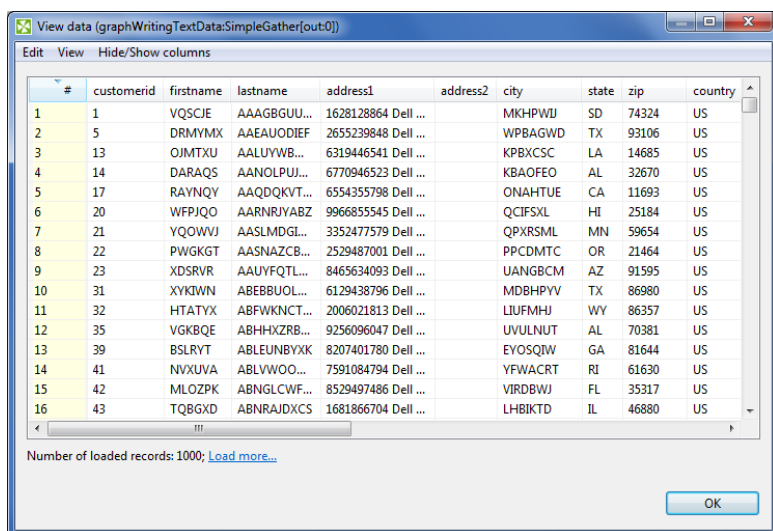 View data (graphWritingTextData:SimpleGather[out:0])
Edit View Hide/Show columns
# customerid firstname lastname address1 address2 city state zip country
1 1 VQSCJE AAAGBGUU... 1628128864 Dell ... MKHPWIJ SD 74324 US
2 5 DRMYMX AAEAUODIEF 2655239848 Dell ... WPBAGWD TX 93106 US
3 13 OJMTXU AALUYWB... 6319446541 Dell ... KPBXCSC LA 14685 US
4 14 DARAQS AANOLPUJ... 6770946523 Dell ... KBAOFEO AL 32670 US
5 17 RAYNQY AAQDQKVT... 6554355798 Dell ... ONAHTUE CA 11693 US
6 20 WFPJQO AARNRJYABZ 9966855545 Dell ... QCIFSXL HI 25184 US
7 21 YQOWVJ AASLMDGI... 3352477579 Dell ... QPXRSML MN 59654 US
8 22 PWGKGT AASNAZCB... 2529487001 Dell ... PPCDMTC OR 21464 US
9 23 XDSRVR AAUYFQTL... 8465634093 Dell ... UANGBCM AZ 91595 US
10 31 XYKIWN ABEBBUOL... 6129438796 Dell ... MDBHPYV TX 86980 US
11 32 HTATYX ABFWKNCT... 2006021813 Dell ... LIUFMHJ WY 86357 US
12 35 VGKBQE ABHHXZRB... 9256096047 Dell ... UVULNUT AL 70381 US
13 39 BSLRYT ABLEUNBYXK 8207401780 Dell ... EYOSQIW GA 81644 US
14 41 NVXUVA ABLVWOO... 7591084794 Dell ... YFWACRT RI 61630 US
15 42 MLOZPK ABNGLCWF... 8529497486 Dell ... VIRDBWJ FL 35317 US
16 43 TQBGXD ABNRAJDXCS 1681866704 Dell ... LHBIKTD IL 46880 US
Number of loaded records: 1000; Load more...
OK